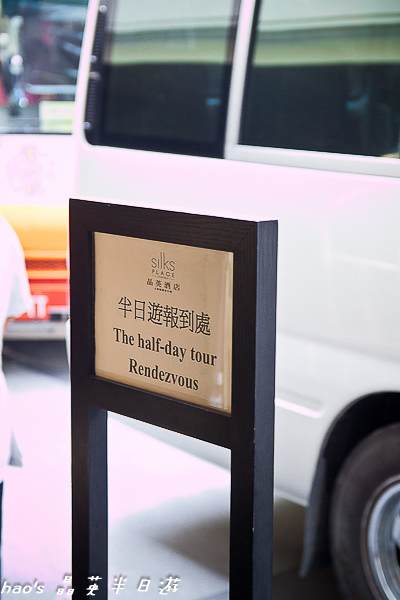 silks
PLACE
晶英酒店
半日遊報到處
The half-day tour
Rendezvous
hao's 晶英半日遊